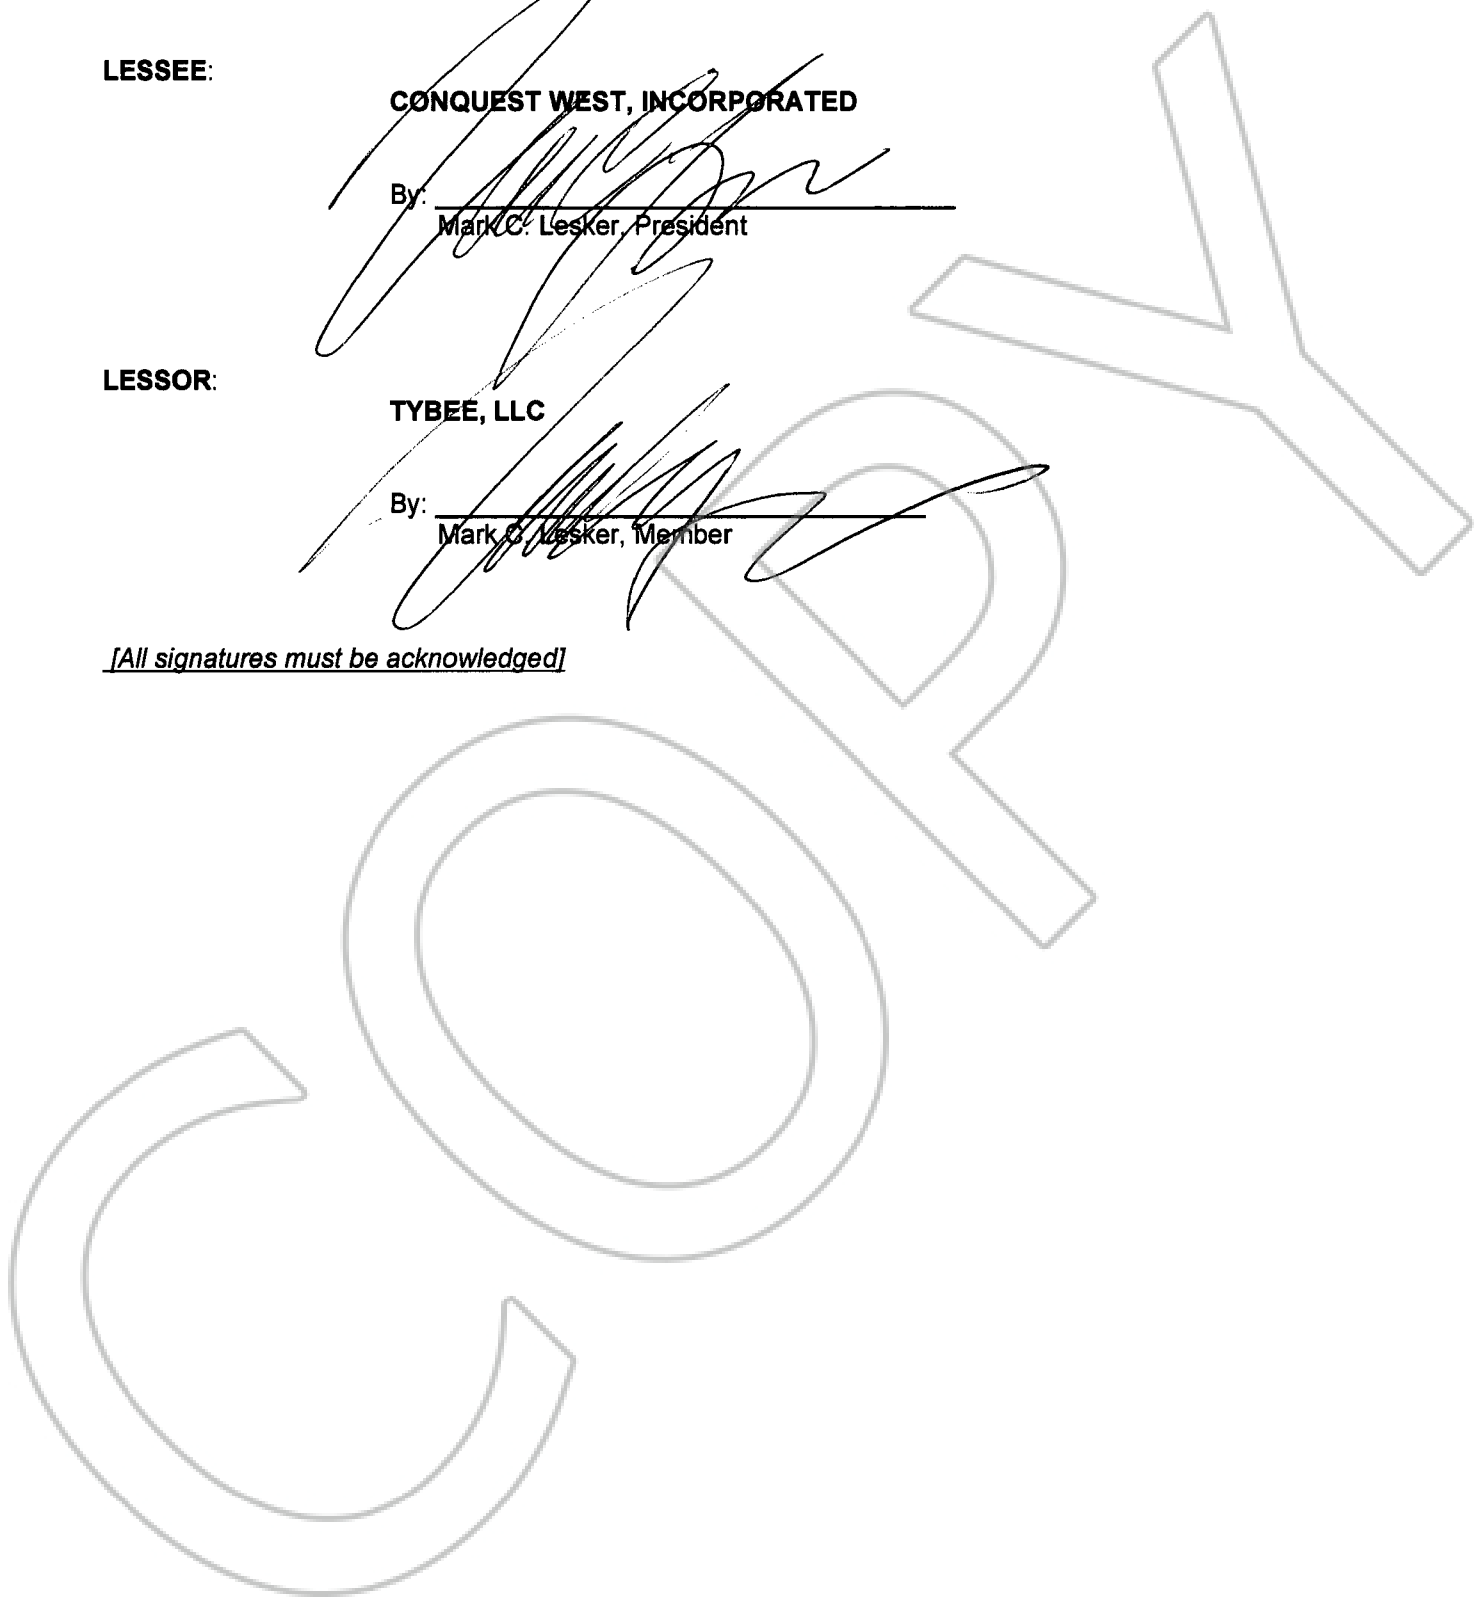 LESSEE:
CONQUEST WEST, INCORPORATED
By:
Mark C. Lesker, President
LESSOR:
TYBEE, LLC
By:
Mark C. Lesker, Member
[All signatures must be acknowledged]
COPY